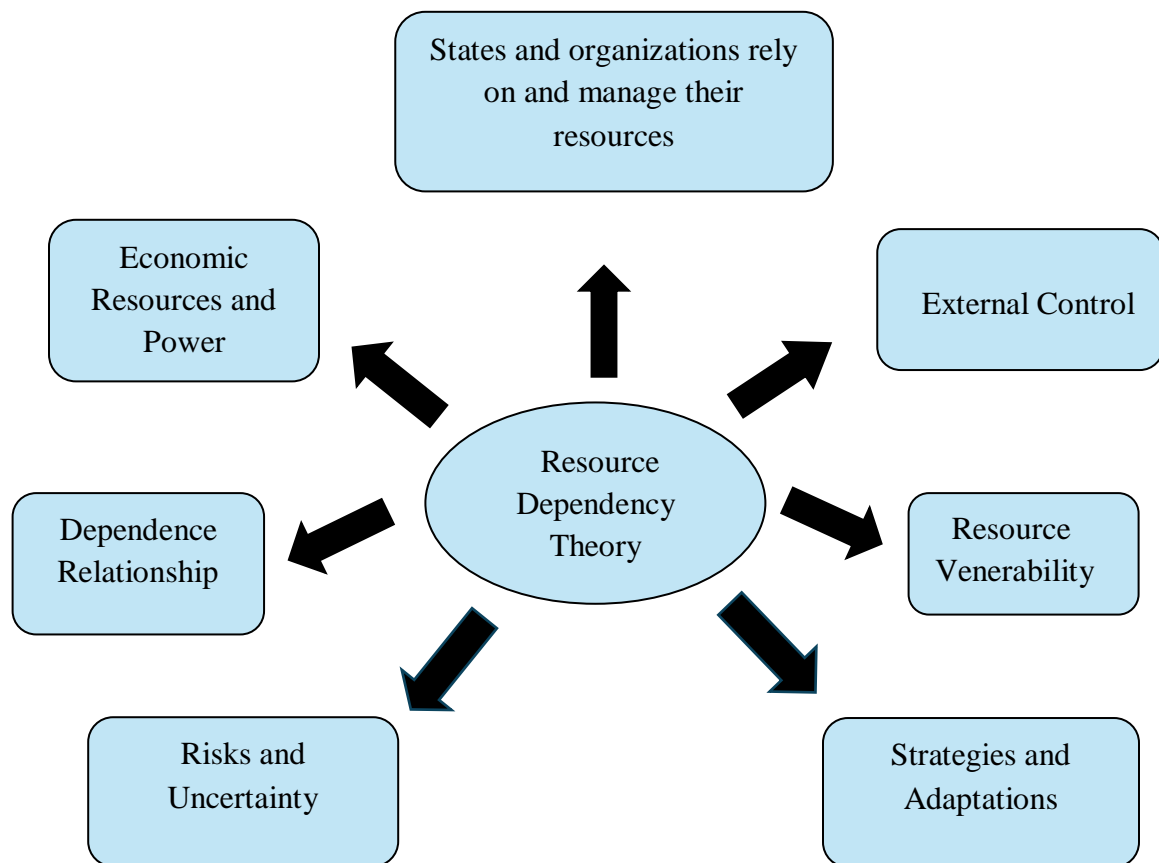 States and organizations rely
on and manage their
resources
Economic
Resources and
Power
External Control
Resource
Dependency
Theory
Dependence
Relationship
Resource
Venerability
Risks and
Uncertainty
Strategies and
Adaptations